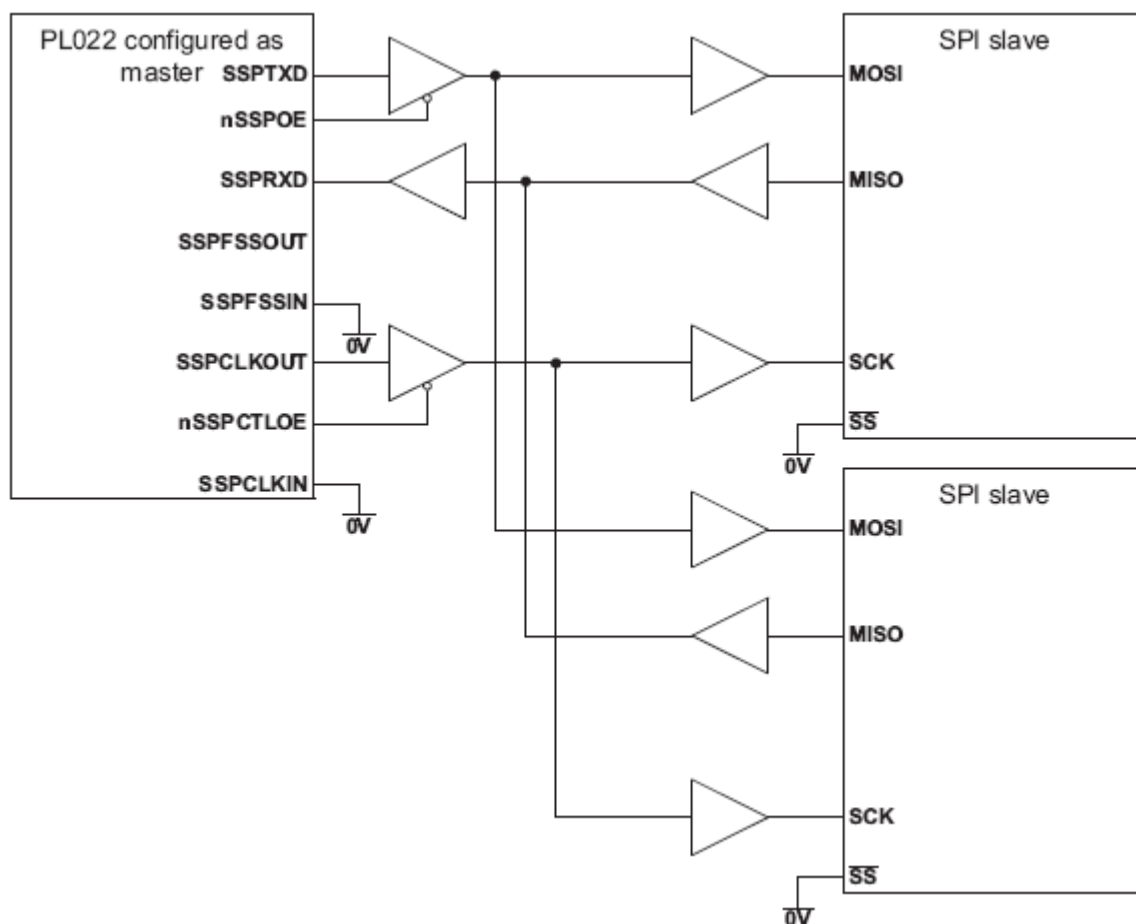 PL022 configured as
master
SSPTXD
nSSPOE
SSPRXD
SSPFSSOUT
SSPFSSIN
0V
SSPCLKOUT
nSSPCTLOE
SSPCLKIN
0V
SPI slave
MOSI
MISO
SCK
SS
0V
SPI slave
MOSI
MISO
SCK
SS
0V